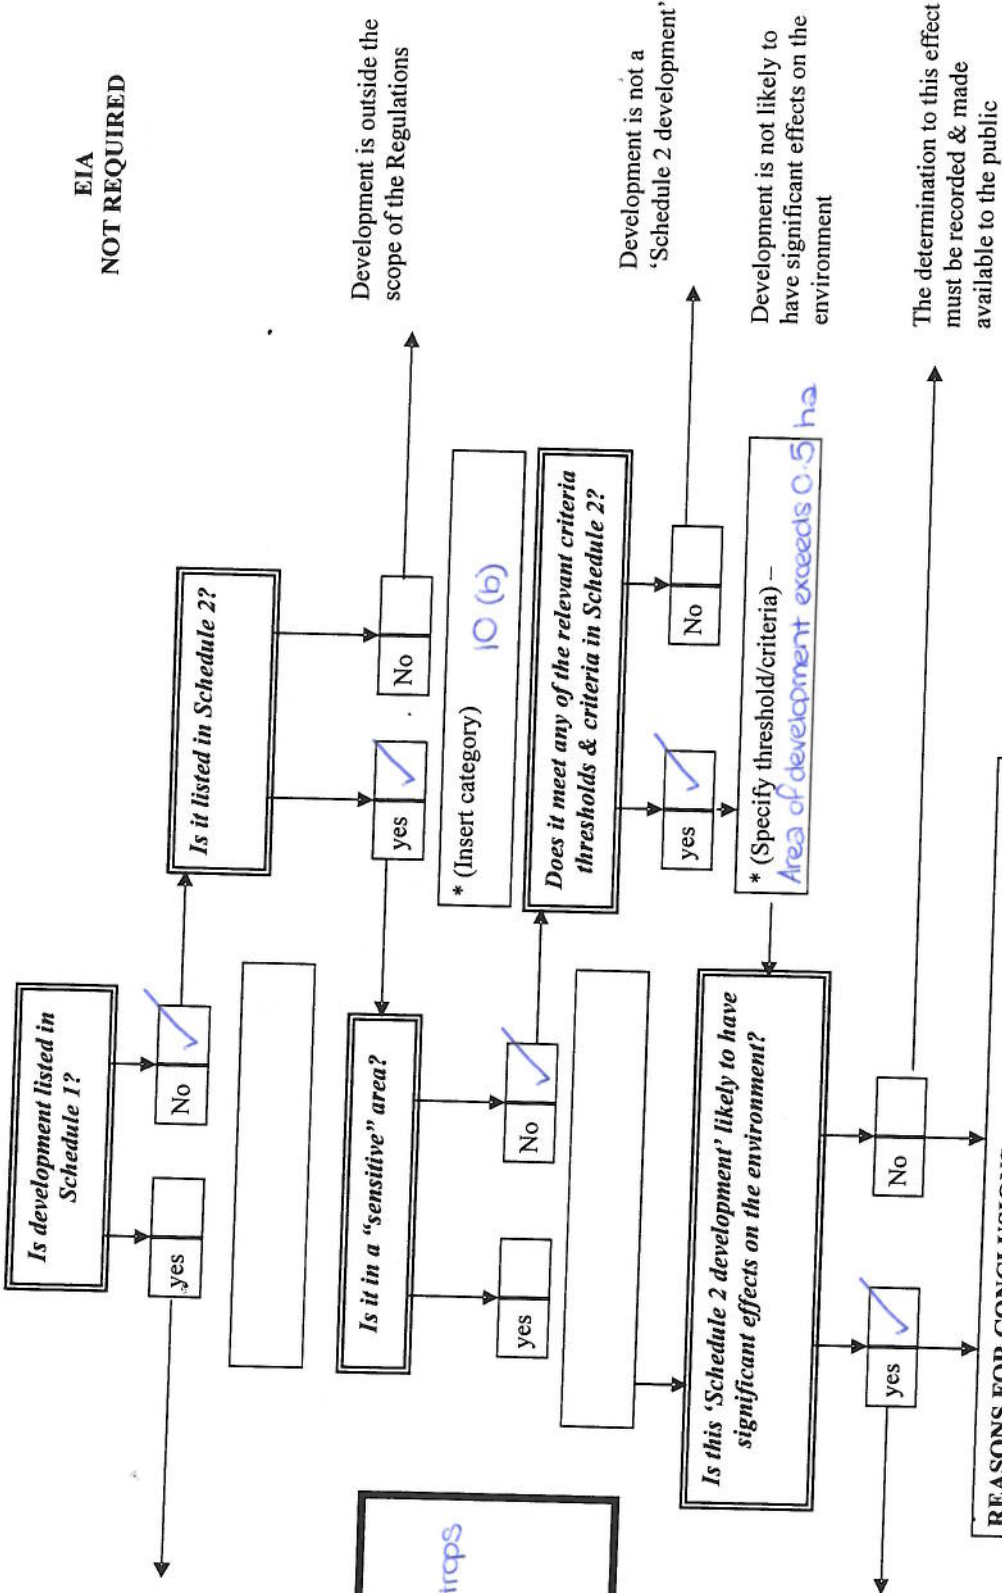 EIA
NOT REQUIRED
Is development listed in
Schedule 1?
yes
No ✓
Is it listed in Schedule 2?
yes ✓
No
Development is outside the
scope of the Regulations
* (Insert category)
10 (b)
Is it in a “sensitive” area?
yes
No ✓
Does it meet any of the relevant criteria
thresholds & criteria in Schedule 2?
yes ✓
No
Development is not a
‘Schedule 2 development’
* (Specify threshold/criteria) –
Area of development exceeds 0.5 ha
Development is not likely to
have significant effects on the
environment
Is this ‘Schedule 2 development’ likely to have
significant effects on the environment?
yes ✓
No
The determination to this effect
must be recorded & made
available to the public
REASONS FOR CONCLUSIONS